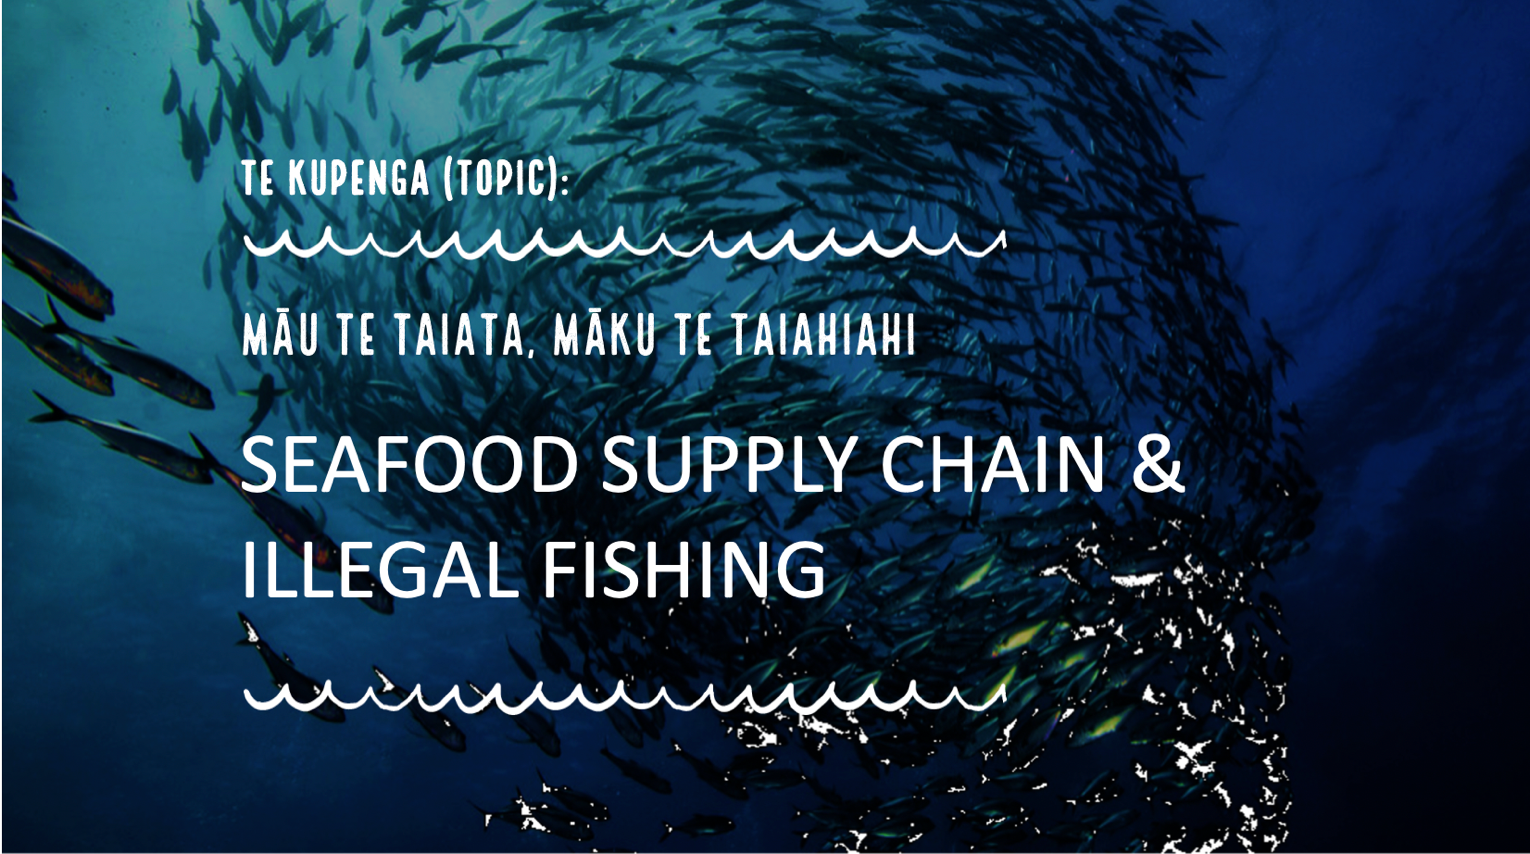 TE KUPENGA (TOPIC):
MĀU TE TAIATA, MĀKU TE TAIAHIAHI
SEAFOOD SUPPLY CHAIN &
ILLEGAL FISHING